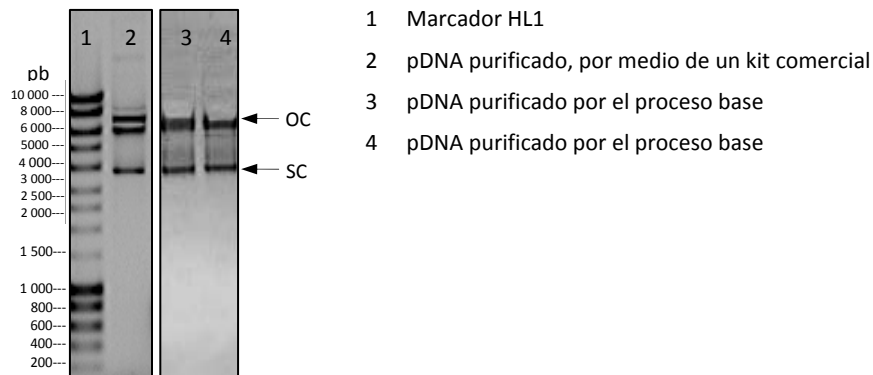 1 2 3 4
pb
10 000
8 000---
6 000---
5000---
4 000---
3 000---
2 500---
2 000---
1 500---
1 000---
800---
600---
400---
200---
OC
SC
1 Marcador HL1
2 pDNA purificado, por medio de un kit comercial
3 pDNA purificado por el proceso base
4 pDNA purificado por el proceso base